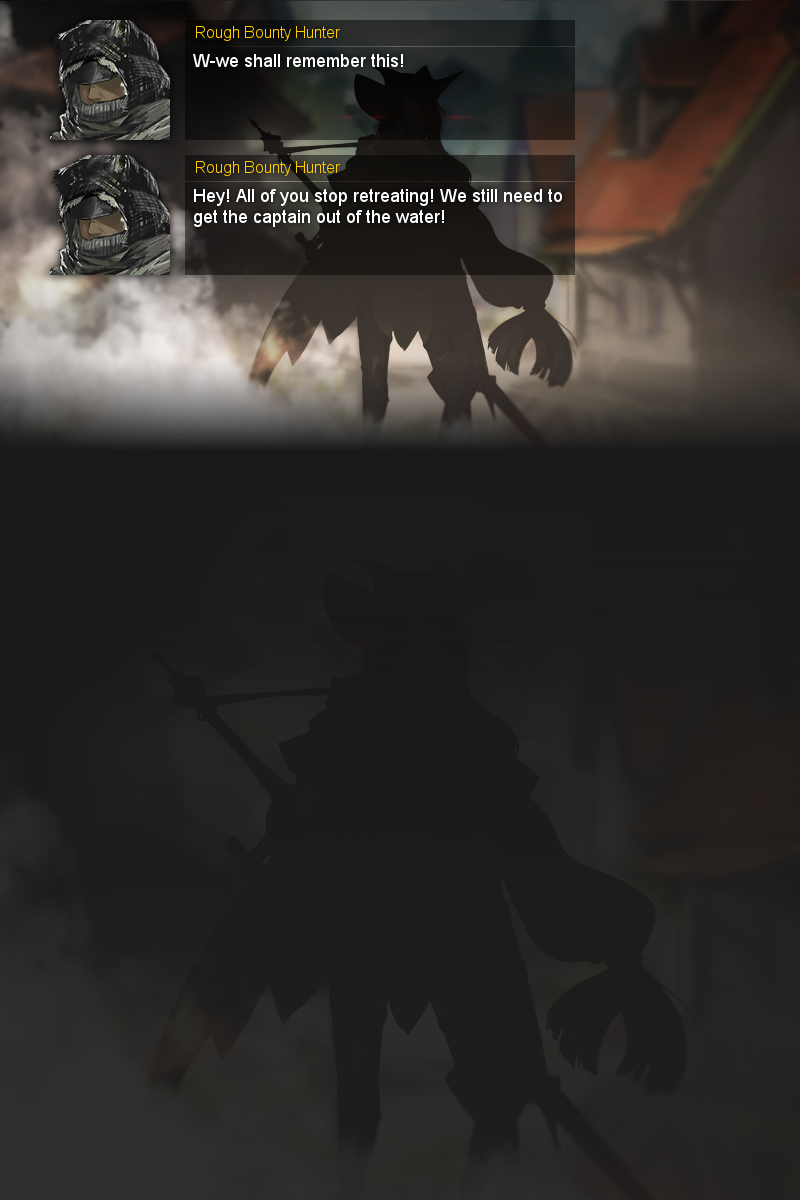 Rough Bounty Hunter
W-we shall remember this!
Rough Bounty Hunter
Hey! All of you stop retreating! We still need to
get the captain out of the water!